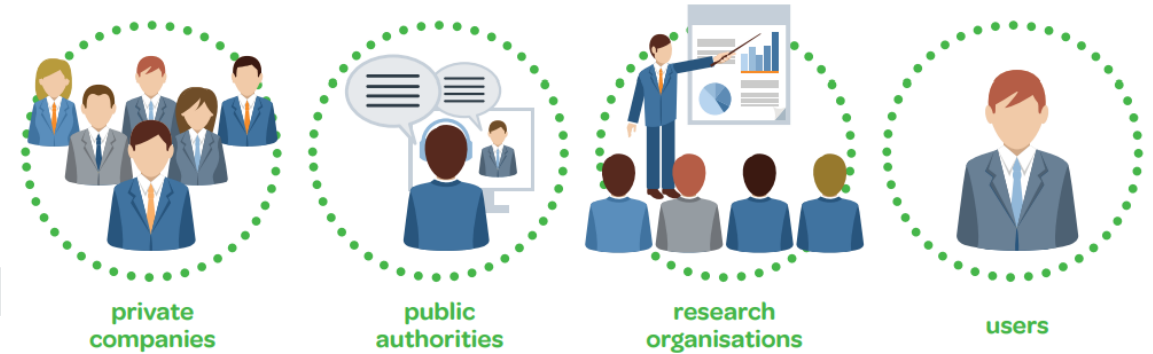 private
companies
public
authorities
research
organisations
users